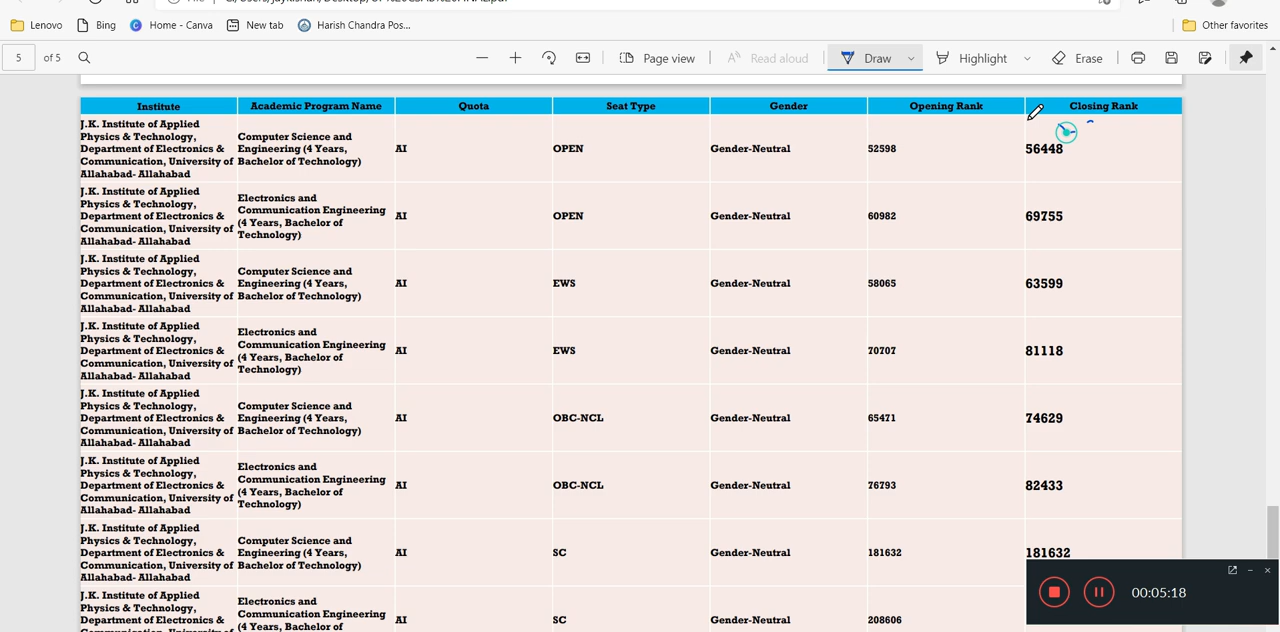 Lenovo Bing Home - Canva New tab Harish Chandra Pos... Other favorites
5 of 5 Page view Read aloud Draw Highlight Erase
Institute Academic Program Name Quota Seat Type Gender Opening Rank Closing Rank
J.K. Institute of Applied
Physics & Technology,
Department of Electronics &
Communication, University of
Allahabad- Allahabad
Computer Science and
Engineering (4 Years,
Bachelor of Technology)
AI OPEN Gender-Neutral 52598 56448
J.K. Institute of Applied
Physics & Technology,
Department of Electronics &
Communication, University of
Allahabad- Allahabad
Electronics and
Communication Engineering
(4 Years, Bachelor of
Technology)
AI OPEN Gender-Neutral 60982 69755
J.K. Institute of Applied
Physics & Technology,
Department of Electronics &
Communication, University of
Allahabad- Allahabad
Computer Science and
Engineering (4 Years,
Bachelor of Technology)
AI EWS Gender-Neutral 58065 63599
J.K. Institute of Applied
Physics & Technology,
Department of Electronics &
Communication, University of
Allahabad- Allahabad
Electronics and
Communication Engineering
(4 Years, Bachelor of
Technology)
AI EWS Gender-Neutral 70707 81118
J.K. Institute of Applied
Physics & Technology,
Department of Electronics &
Communication, University of
Allahabad- Allahabad
Computer Science and
Engineering (4 Years,
Bachelor of Technology)
AI OBC-NCL Gender-Neutral 65471 74629
J.K. Institute of Applied
Physics & Technology,
Department of Electronics &
Communication, University of
Allahabad- Allahabad
Electronics and
Communication Engineering
(4 Years, Bachelor of
Technology)
AI OBC-NCL Gender-Neutral 76793 82433
J.K. Institute of Applied
Physics & Technology,
Department of Electronics &
Communication, University of
Allahabad- Allahabad
Computer Science and
Engineering (4 Years,
Bachelor of Technology)
AI SC Gender-Neutral 181632 181632
J.K. Institute of Applied
Physics & Technology,
Department of Electronics &
Electronics and
Communication Engineering
(4 Years, Bachelor of
AI SC Gender-Neutral 208606
00:05:18